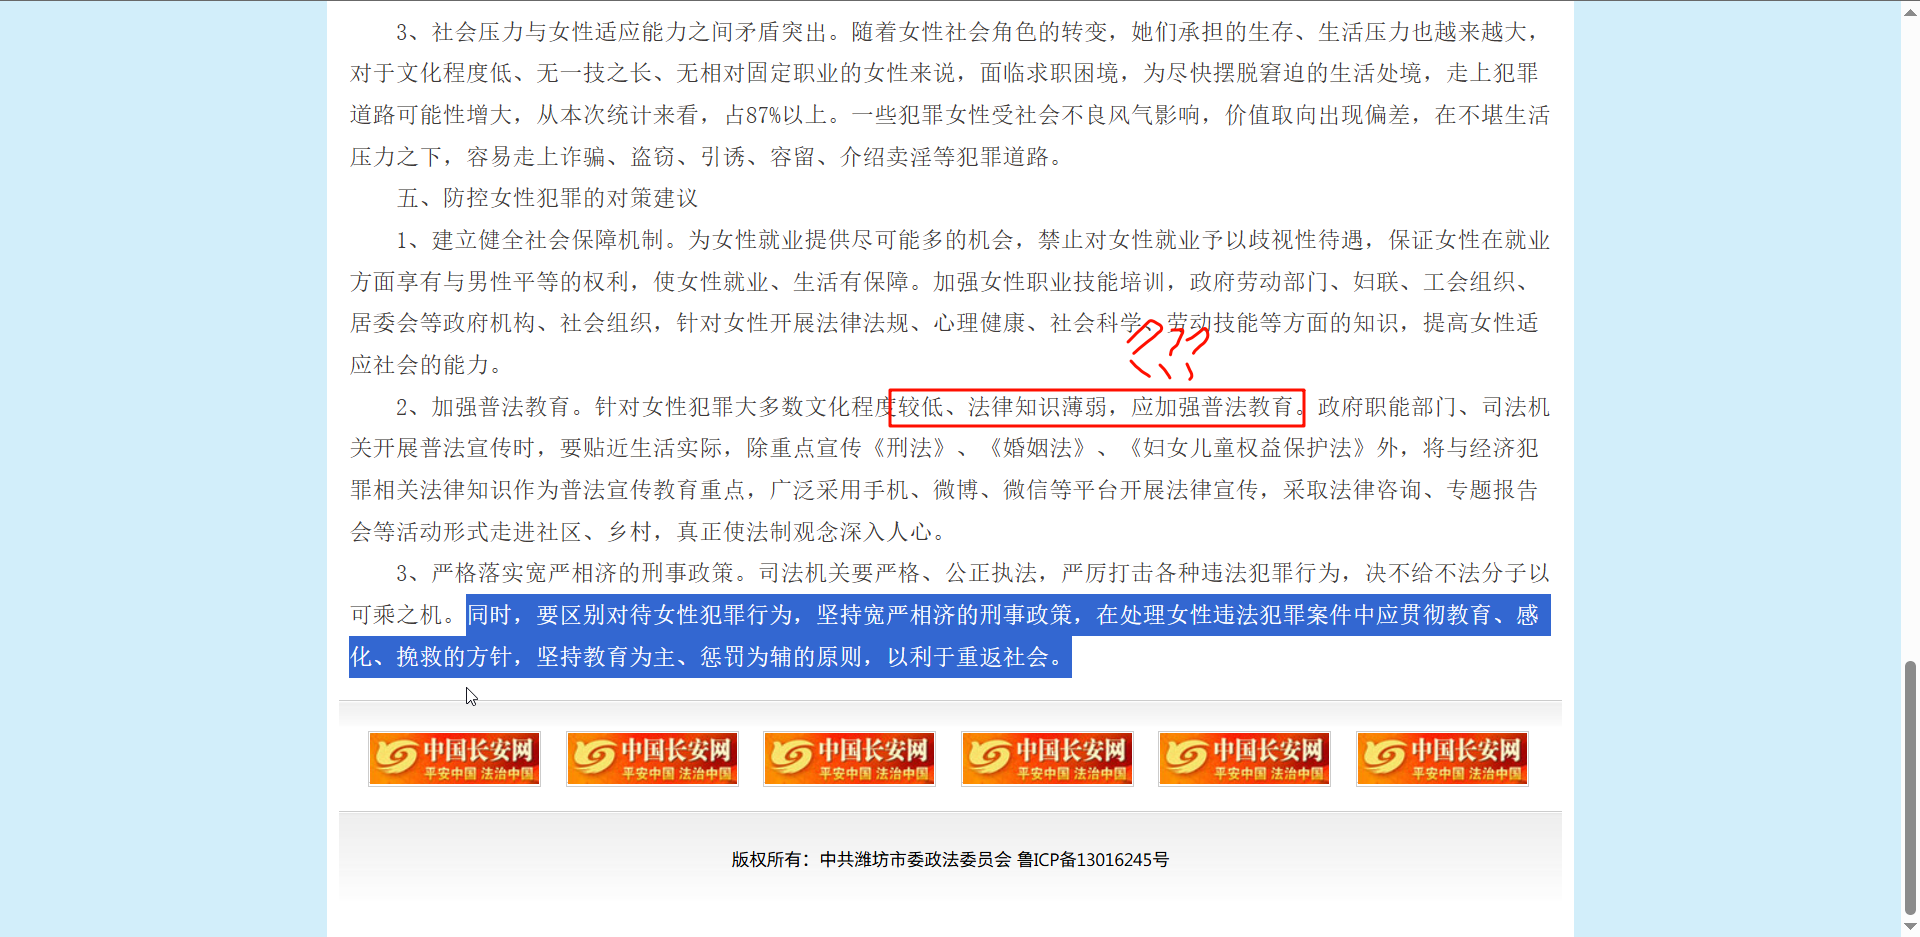 3、社会压力与女性适应能力之间矛盾突出。随着女性社会角色的转变，她们承担的生存、生活压力也越来越大，
对于文化程度低、无一技之长、无相对固定职业的女性来说，面临求职困境，为尽快摆脱窘迫的生活处境，走上犯罪
道路可能性增大，从本次统计来看，占87%以上。一些犯罪女性受社会不良风气影响，价值取向出现偏差，在不堪生活
压力之下，容易走上诈骗、盗窃、引诱、容留、介绍卖淫等犯罪道路。
五、防控女性犯罪的对策建议
1、建立健全社会保障机制。为女性就业提供尽可能多的机会，禁止对女性就业予以歧视性待遇，保证女性在就业
方面享有与男性平等的权利，使女性就业、生活有保障。加强女性职业技能培训，政府劳动部门、妇联、工会组织、
居委会等政府机构、社会组织，针对女性开展法律法规、心理健康、社会科学、劳动技能等方面的知识，提高女性适
应社会的能力。
???
2、加强普法教育。针对女性犯罪大多数文化程度较低、法律知识薄弱，应加强普法教育。政府职能部门、司法机
关开展普法宣传时，要贴近生活实际，除重点宣传《刑法》、《婚姻法》、《妇女儿童权益保护法》外，将与经济犯
罪相关法律知识作为普法宣传教育重点，广泛采用手机、微博、微信等平台开展法律宣传，采取法律咨询、专题报告
会等活动形式走进社区、乡村，真正使法制观念深入人心。
3、严格落实宽严相济的刑事政策。司法机关要严格、公正执法，严厉打击各种违法犯罪行为，决不给不法分子以
可乘之机。同时，要区别对待女性犯罪行为，坚持宽严相济的刑事政策，在处理女性违法犯罪案件中应贯彻教育、感
化、挽救的方针，坚持教育为主、惩罚为辅的原则，以利于重返社会。
中国长安网 中国长安网 中国长安网 中国长安网 中国长安网 中国长安网
平安中国 法治中国 平安中国 法治中国 平安中国 法治中国 平安中国 法治中国 平安中国 法治中国 平安中国 法治中国
版权所有：中共潍坊市委政法委员会 鲁ICP备13016245号